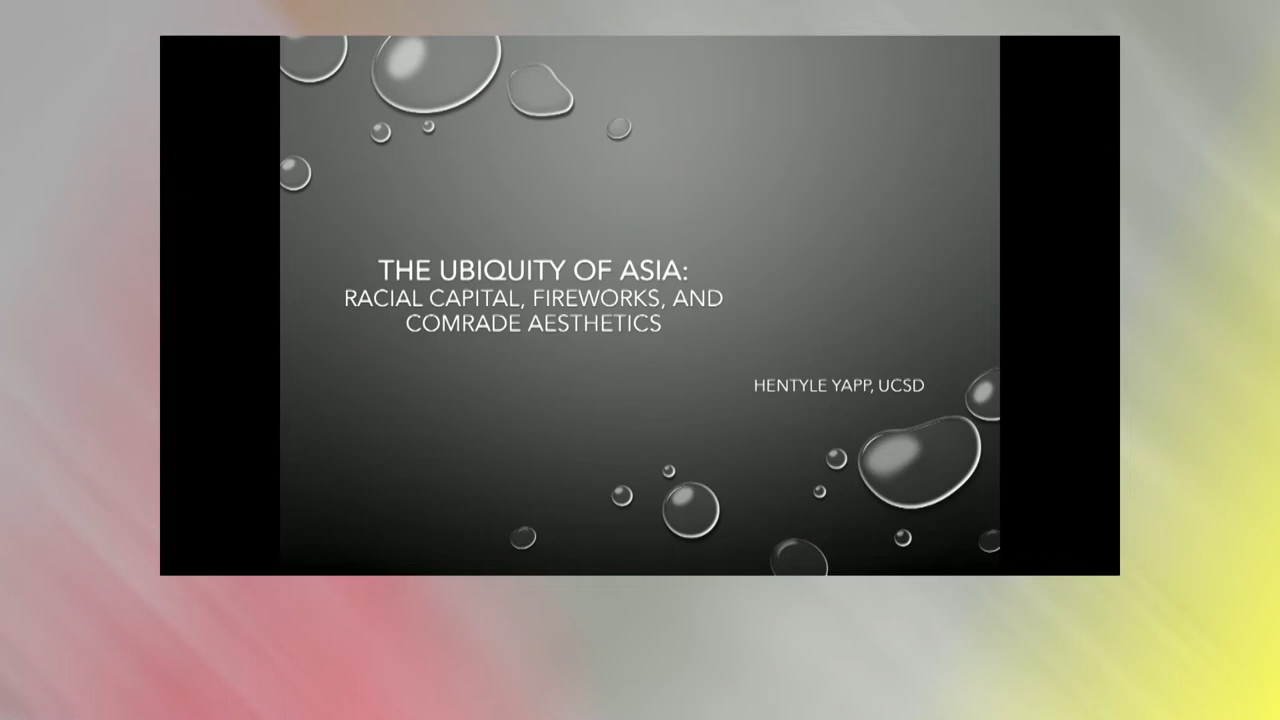 THE UBIQUITY OF ASIA:
RACIAL CAPITAL, FIREWORKS, AND
COMRADE AESTHETICS
HENTYLE YAPP, UCSD